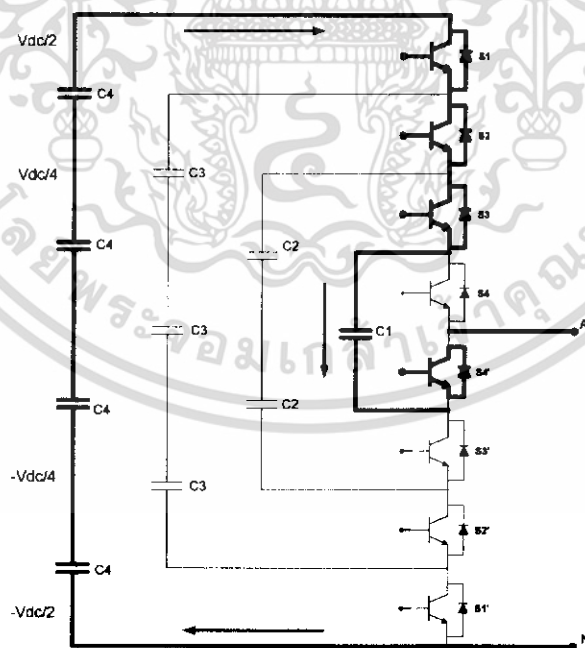 Vdc/2
S1
C4
S2
Vdc/4
C3
S3
C2
C4
S4
C1
C3
A
S4'
C2
C4
S3'
-Vdc/4
C3
S2'
C4
S1'
-Vdc/2
N